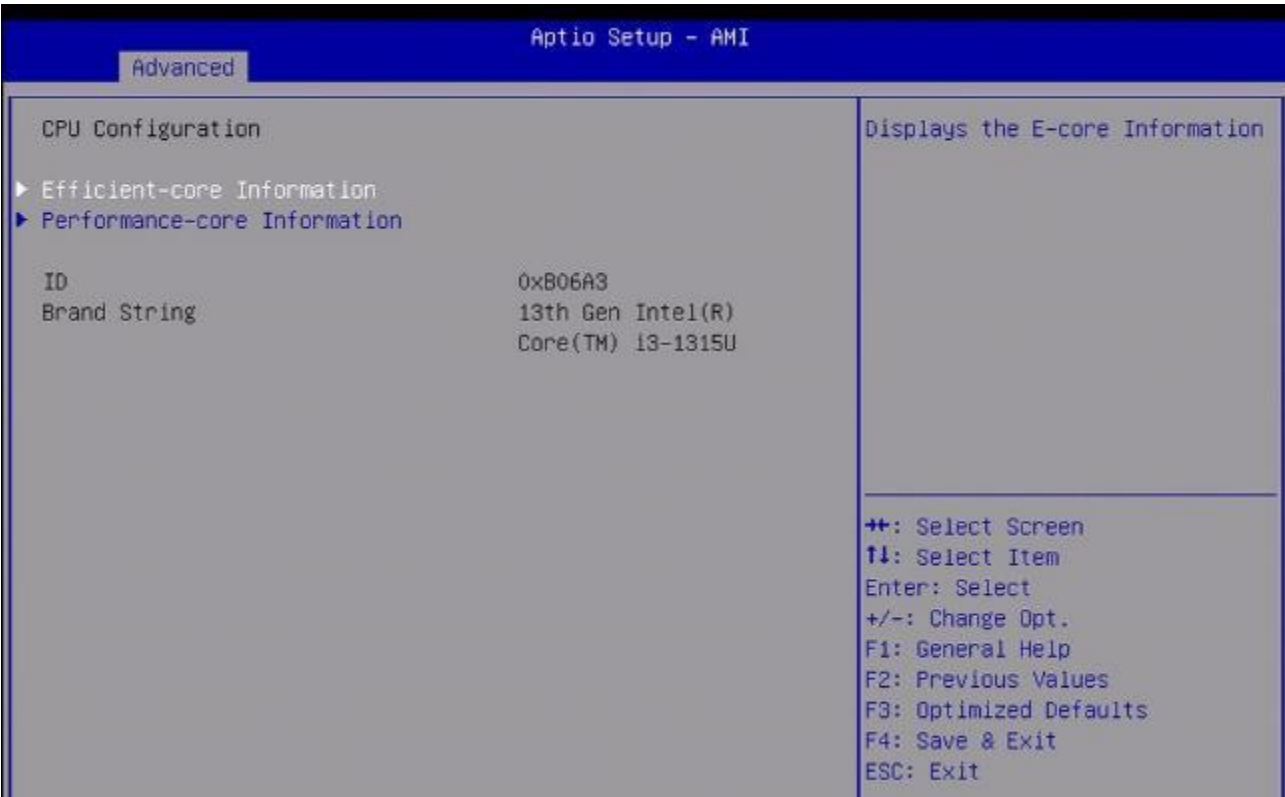 Aptio Setup - AMI
Advanced
CPU Configuration
Efficient-core Information
Performance-core Information
ID 0xB06A3
Brand String 13th Gen Intel(R)
Core(TM) i3-1315U
Displays the E-core Information
→←: Select Screen
↑↓: Select Item
Enter: Select
+/-: Change Opt.
F1: General Help
F2: Previous Values
F3: Optimized Defaults
F4: Save & Exit
ESC: Exit